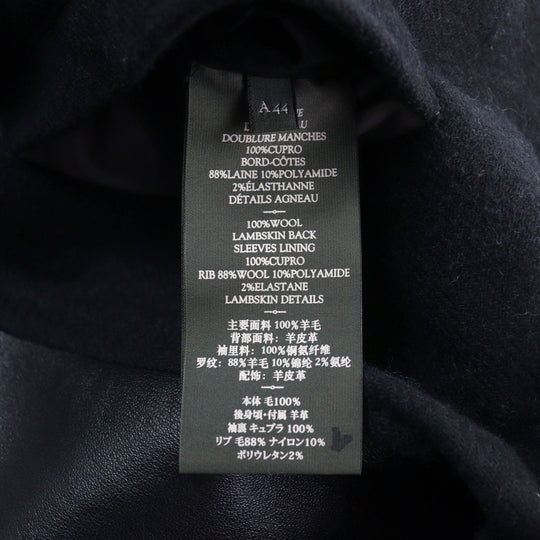 A 44
DOUBLURE MANCHES
100%CUPRO
BORD-CÔTES
88%LAINE 10%POLYAMIDE
2%ÉLASTHANNE
DÉTAILS AGNEAU
100%WOOL
LAMBSKIN BACK
SLEEVES LINING
100%CUPRO
RIB 88%WOOL 10%POLYAMIDE
2%ELASTANE
LAMBSKIN DETAILS
主要面料 100%羊毛
背部面料：羊皮革
袖里料：100%铜氨纤维
罗纹：88%羊毛 10%锦纶 2%氨纶
配饰：羊皮革
本体 毛100%
後身頃・付属 羊革
袖裏 キュプラ 100%
リブ 毛88% ナイロン10%
ポリウレタン2%